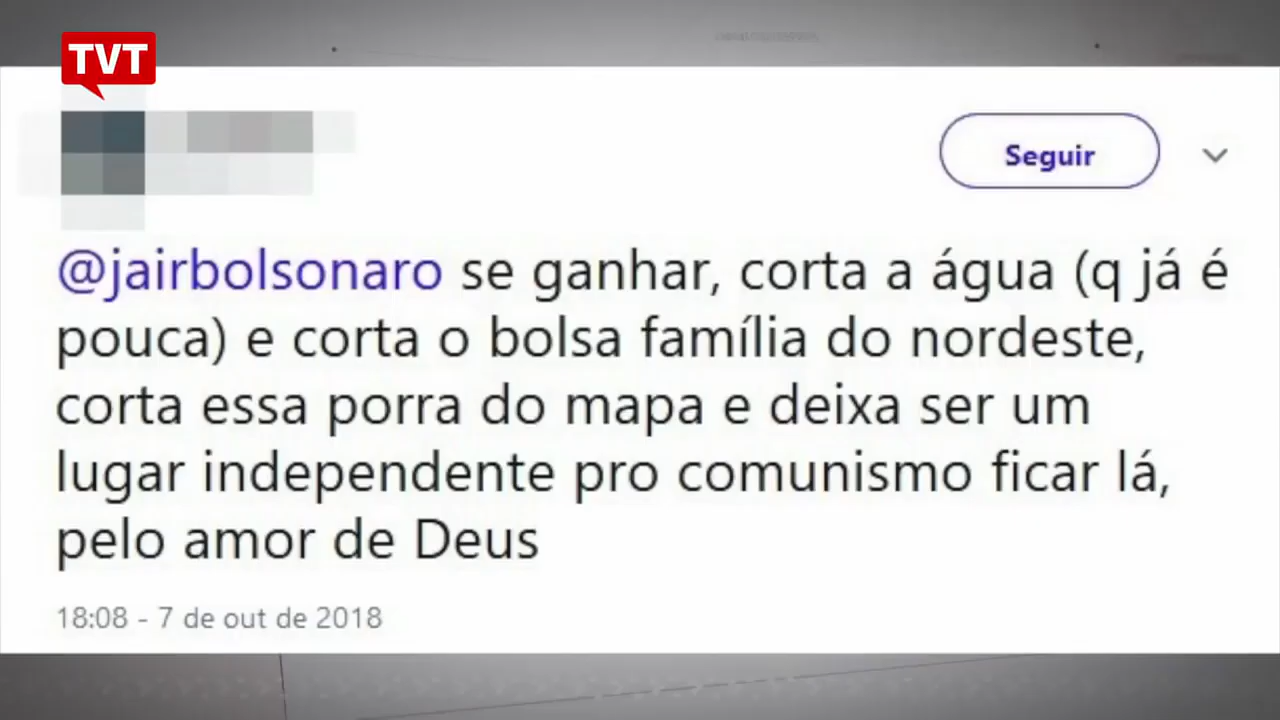 TVT
Seguir
@jairbolsonaro se ganhar, corta a água (q já é
pouca) e corta o bolsa família do nordeste,
corta essa porra do mapa e deixa ser um
lugar independente pro comunismo ficar lá,
pelo amor de Deus
18:08 - 7 de out de 2018